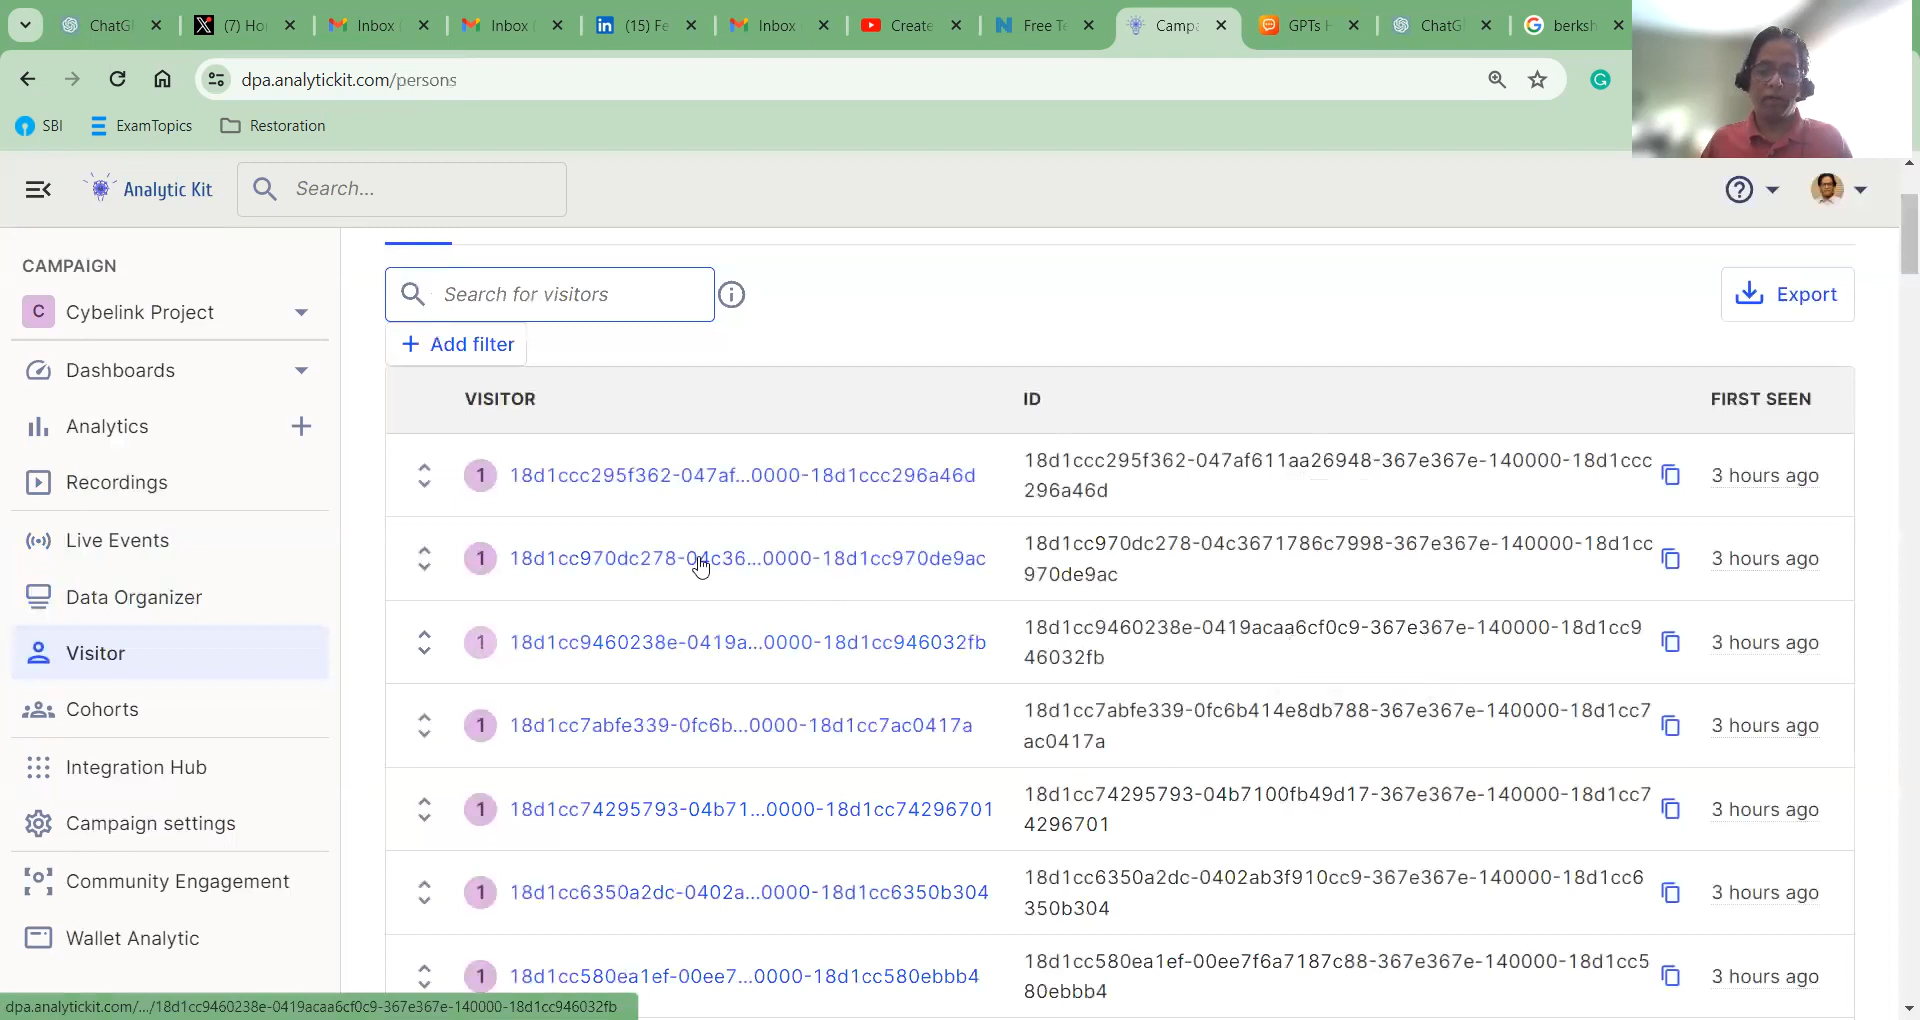 ChatG
(7) Ho
Inbox
Inbox
(15) Fe
Inbox
Create
Free Te
Campa
GPTs H
ChatG
berksh
dpa.analytickit.com/persons
SBI
ExamTopics
Restoration
Analytic Kit
Search...
CAMPAIGN
C
Cybelink Project
Dashboards
Analytics
Recordings
Live Events
Data Organizer
Visitor
Cohorts
Integration Hub
Campaign settings
Community Engagement
Wallet Analytic
Search for visitors
Export
+ Add filter
VISITOR ID FIRST SEEN
1 18d1ccc295f362-047af...0000-18d1ccc296a46d 18d1ccc295f362-047af611aa26948-367e367e-140000-18d1ccc 3 hours ago
296a46d
1 18d1cc970dc278-04c36...0000-18d1cc970de9ac 18d1cc970dc278-04c3671786c7998-367e367e-140000-18d1cc 3 hours ago
970de9ac
1 18d1cc9460238e-0419a...0000-18d1cc946032fb 18d1cc9460238e-0419acaa6cf0c9-367e367e-140000-18d1cc9 3 hours ago
46032fb
1 18d1cc7abfe339-0fc6b...0000-18d1cc7ac0417a 18d1cc7abfe339-0fc6b414e8db788-367e367e-140000-18d1cc7 3 hours ago
ac0417a
1 18d1cc74295793-04b71...0000-18d1cc74296701 18d1cc74295793-04b7100fb49d17-367e367e-140000-18d1cc7 3 hours ago
4296701
1 18d1cc6350a2dc-0402a...0000-18d1cc6350b304 18d1cc6350a2dc-0402ab3f910cc9-367e367e-140000-18d1cc6 3 hours ago
350b304
1 18d1cc580ea1ef-00ee7...0000-18d1cc580ebbb4 18d1cc580ea1ef-00ee7f6a7187c88-367e367e-140000-18d1cc5 3 hours ago
80ebbb4
dpa.analytickit.com/.../18d1cc9460238e-0419acaa6cf0c9-367e367e-140000-18d1cc946032fb